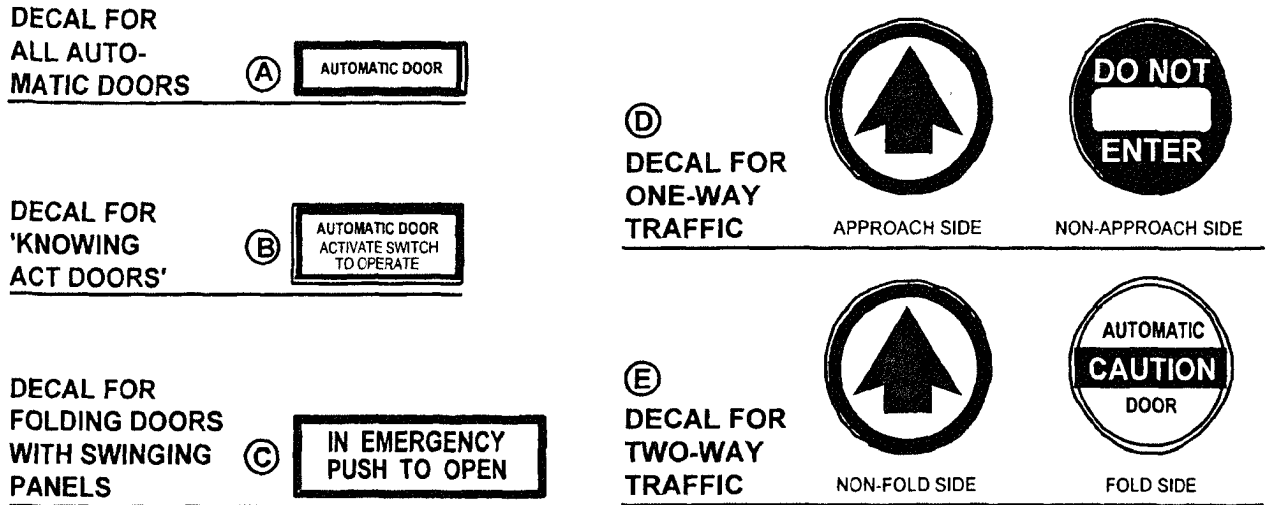 DECAL FOR
ALL AUTO-
MATIC DOORS
A
AUTOMATIC DOOR
DECAL FOR
'KNOWING
ACT DOORS'
B
AUTOMATIC DOOR
ACTIVATE SWITCH
TO OPERATE
DECAL FOR
FOLDING DOORS
WITH SWINGING
PANELS
C
IN EMERGENCY
PUSH TO OPEN
D
DECAL FOR
ONE-WAY
TRAFFIC
APPROACH SIDE
DO NOT
ENTER
NON-APPROACH SIDE
E
DECAL FOR
TWO-WAY
TRAFFIC
NON-FOLD SIDE
AUTOMATIC
CAUTION
DOOR
FOLD SIDE